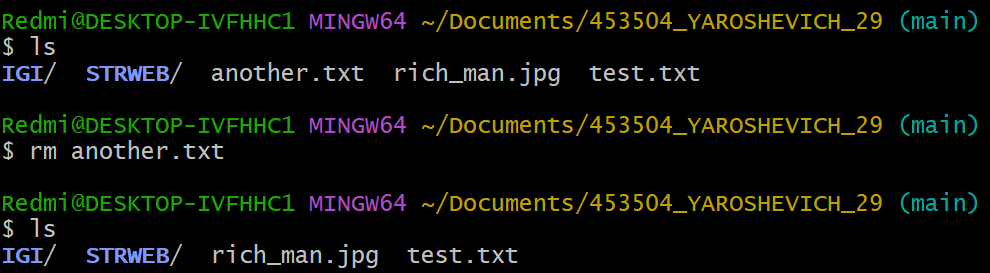 Redmi@DESKTOP-IVFHHC1 MINGW64 ~/Documents/453504_YAROSHEVICH_29 (main)
$ ls
IGI/  STRWEB/  another.txt  rich_man.jpg  test.txt
Redmi@DESKTOP-IVFHHC1 MINGW64 ~/Documents/453504_YAROSHEVICH_29 (main)
$ rm another.txt
Redmi@DESKTOP-IVFHHC1 MINGW64 ~/Documents/453504_YAROSHEVICH_29 (main)
$ ls
IGI/  STRWEB/  rich_man.jpg  test.txt